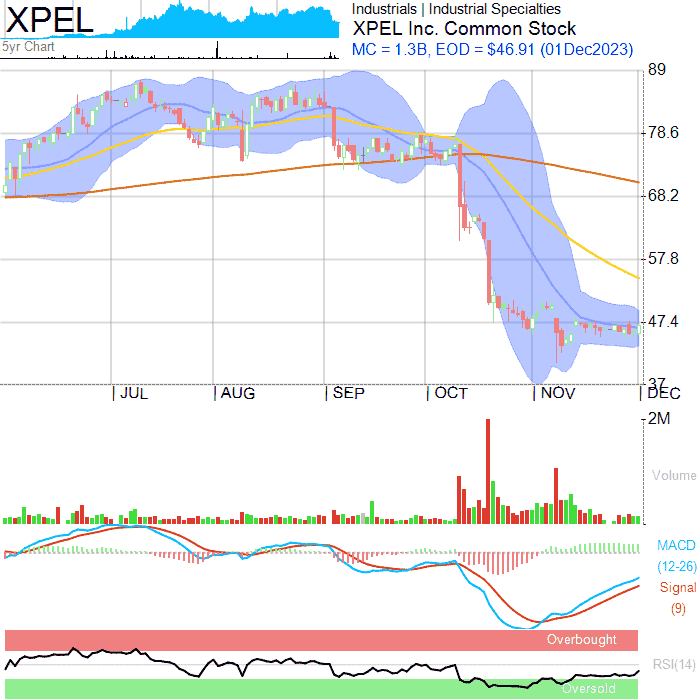 XPEL
5yr Chart
Industrials | Industrial Specialties
XPEL Inc. Common Stock
MC = 1.3B, EOD = $46.91 (01Dec2023)
89
78.6
68.2
57.8
47.4
37
JUL AUG SEP OCT NOV DEC
2M
Volume
MACD
(12-26)
Signal
(9)
Overbought
RSI(14)
Oversold